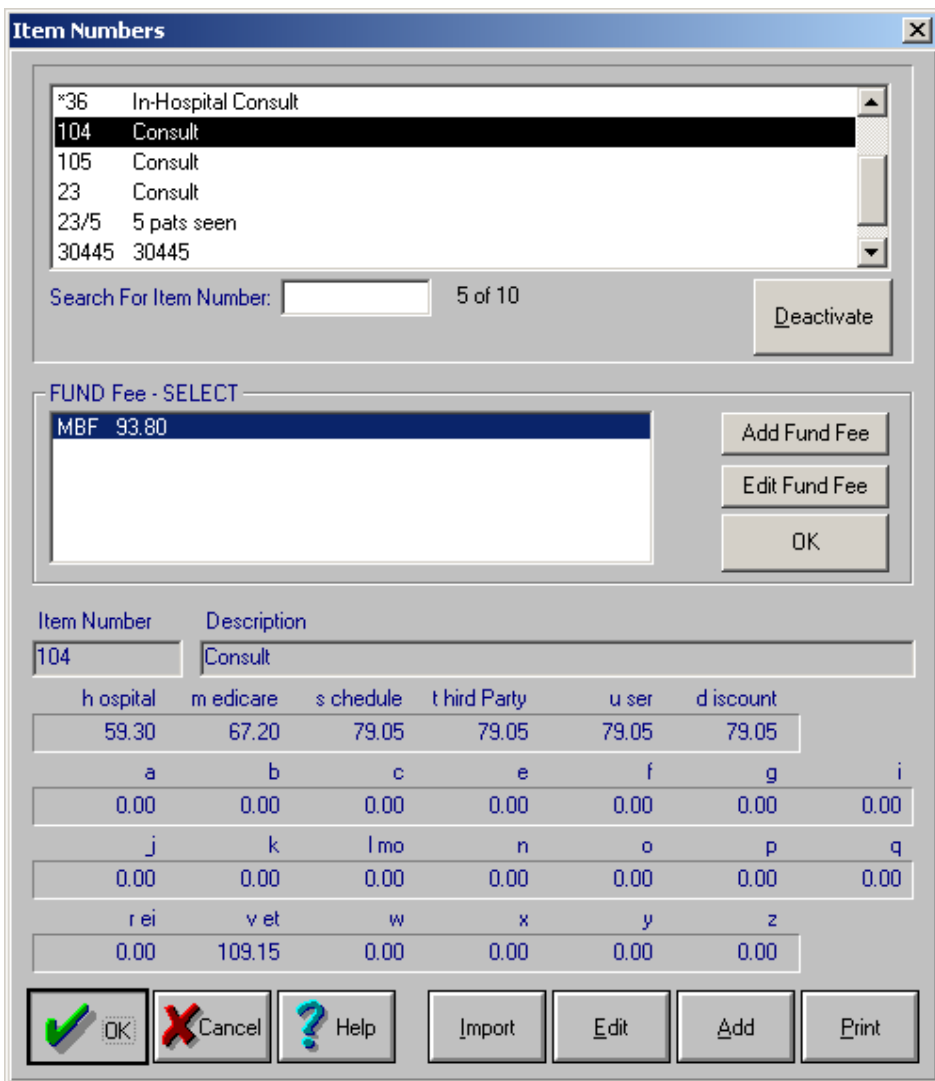 Item Numbers
*36 In-Hospital Consult
104 Consult
105 Consult
23 Consult
23/5 5 pats seen
30445 30445
Search For Item Number: 5 of 10
Deactivate
FUND Fee - SELECT
MBF 93.80
Add Fund Fee
Edit Fund Fee
OK
Item Number Description
104 Consult
h ospital m edicare s chedule t hird Party u ser d iscount
59.30 67.20 79.05 79.05 79.05 79.05
a b c e f g i
0.00 0.00 0.00 0.00 0.00 0.00 0.00
j k l mo n o p q
0.00 0.00 0.00 0.00 0.00 0.00 0.00
r ei v et w x y z
0.00 109.15 0.00 0.00 0.00 0.00
OK Cancel Help Import Edit Add Print